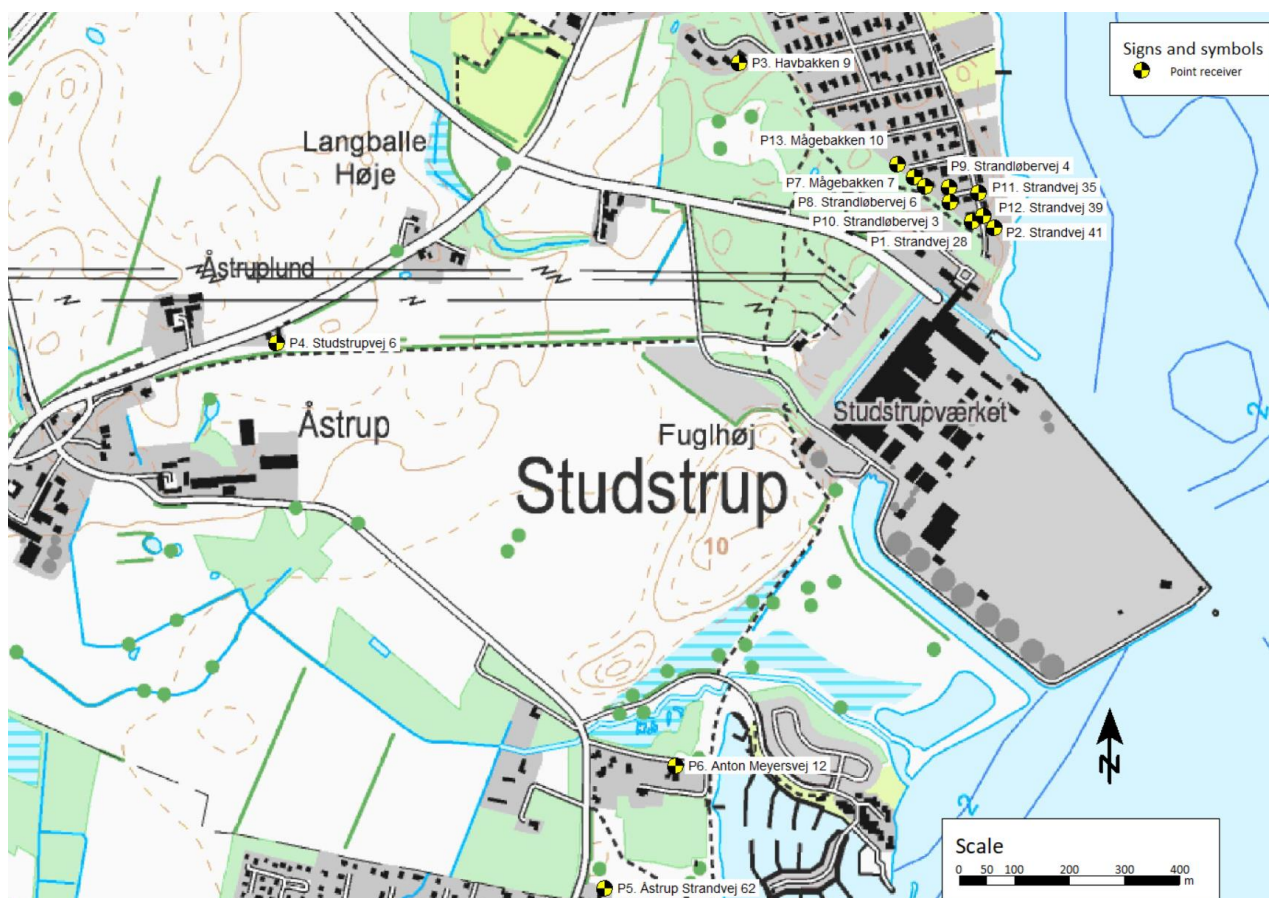 Signs and symbols
Point receiver
P3. Havbakken 9
Langballe
Høje
P13. Mågebakken 10
P9. Strandløbervej 4
P7. Mågebakken 7
P11. Strandvej 35
P8. Strandløbervej 6
P12. Strandvej 39
P10. Strandløbervej 3
P2. Strandvej 41
P1. Strandvej 28
Åstruplund
P4. Studstrupvej 6
Åstrup
Fuglhøj
Studstrupværket
2
Studstrup
10
N
P6. Anton Meyersvej 12
2
Scale
0 50 100 200 300 400
m
P5. Åstrup Strandvej 62